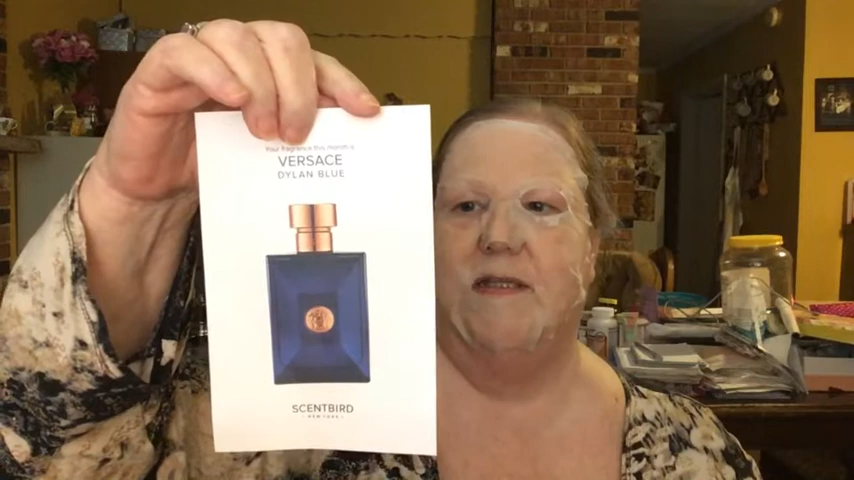 Your fragrance this month is
VERSACE
DYLAN BLUE
SCENTBIRD
- NEW YORK -